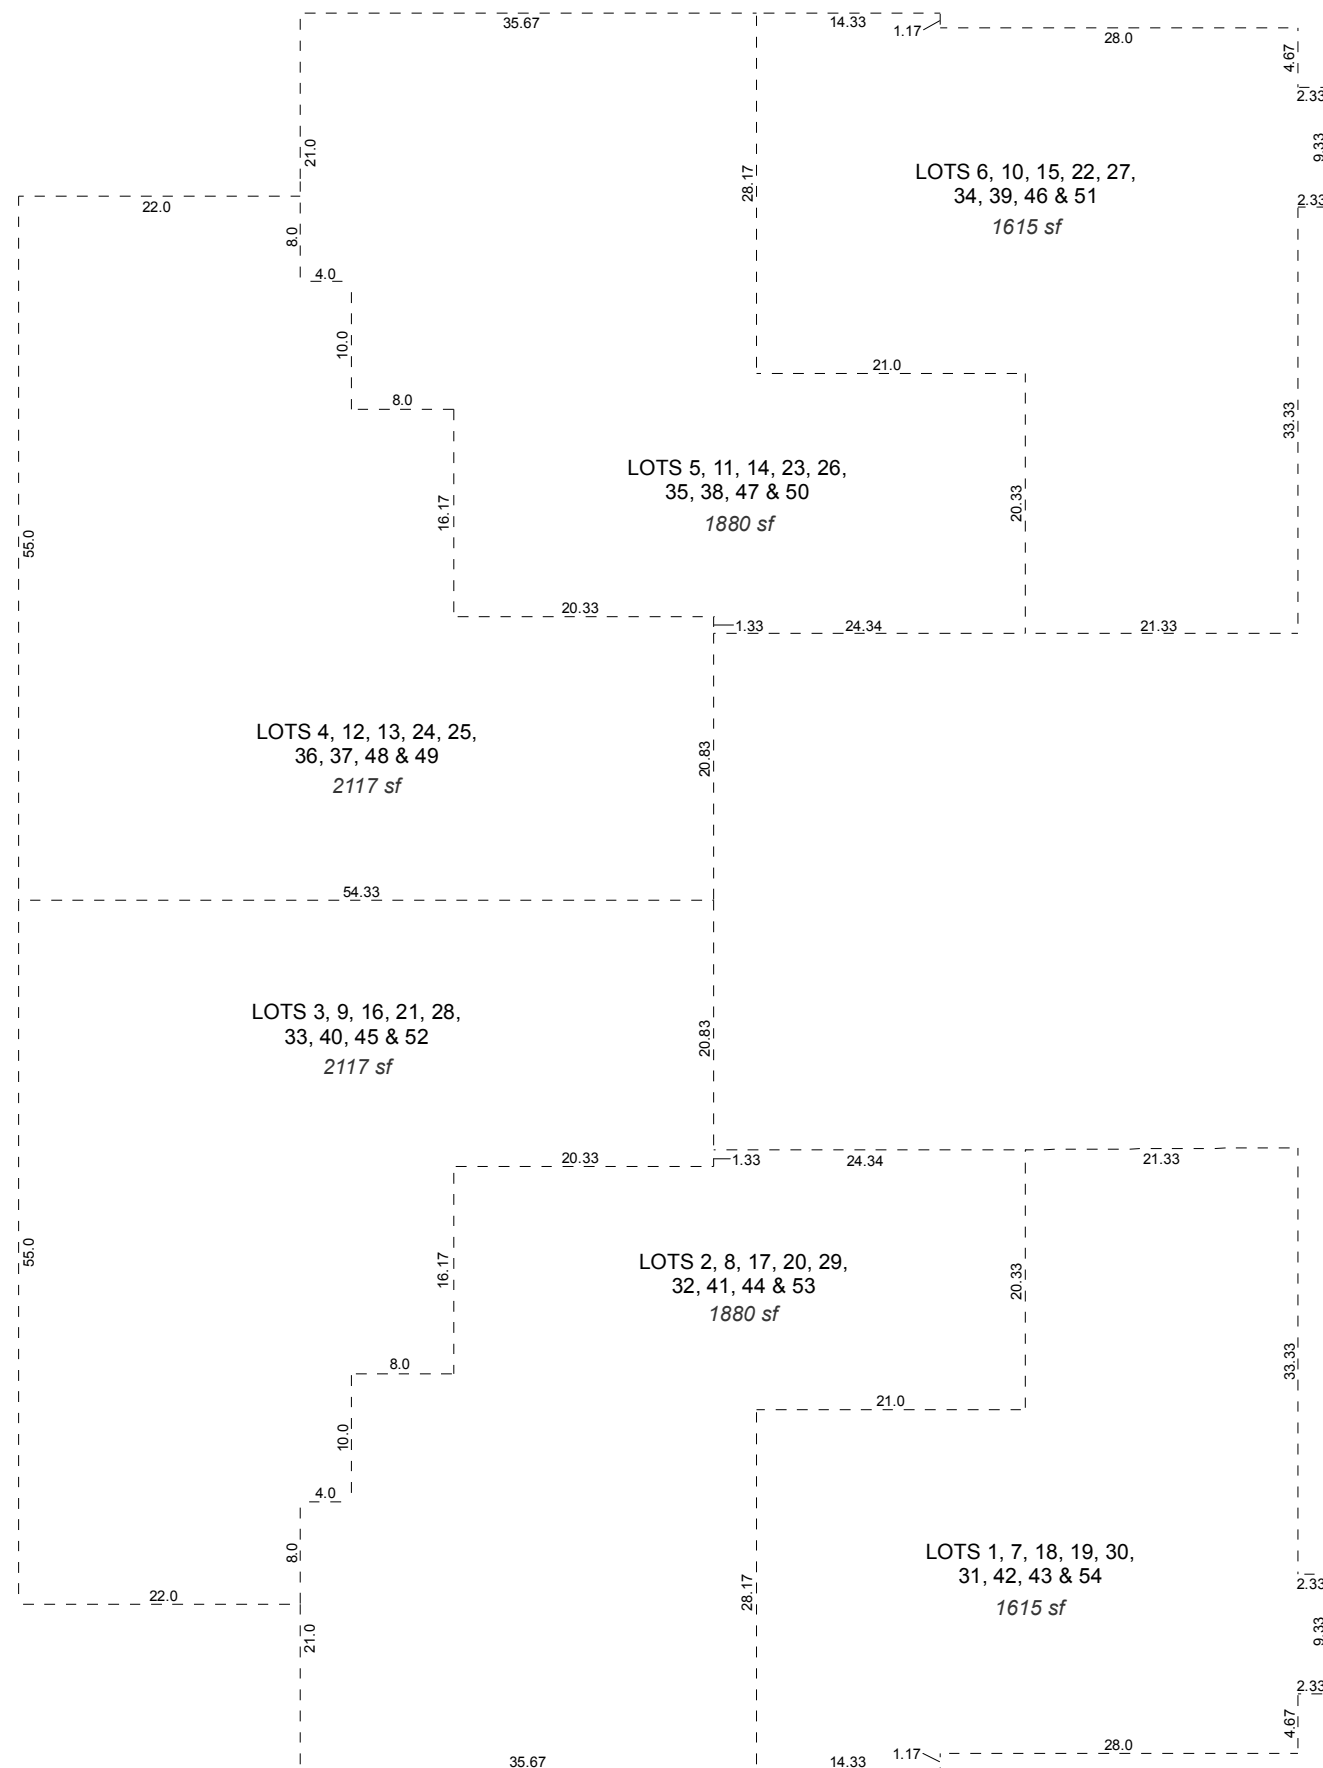 35.67
14.33
1.17
28.0
4.67
2.33
9.33
2.33
21.0
22.0
8.0
4.0
10.0
8.0
28.17
LOTS 6, 10, 15, 22, 27,
34, 39, 46 & 51
1615 sf
21.0
33.33
LOTS 5, 11, 14, 23, 26,
35, 38, 47 & 50
1880 sf
16.17
20.33
55.0
20.33
1.33
24.34
21.33
LOTS 4, 12, 13, 24, 25,
36, 37, 48 & 49
2117 sf
20.83
54.33
LOTS 3, 9, 16, 21, 28,
33, 40, 45 & 52
2117 sf
20.83
20.33
1.33
24.34
21.33
55.0
16.17
LOTS 2, 8, 17, 20, 29,
32, 41, 44 & 53
1880 sf
20.33
33.33
8.0
21.0
10.0
4.0
8.0
22.0
21.0
28.17
LOTS 1, 7, 18, 19, 30,
31, 42, 43 & 54
1615 sf
2.33
9.33
2.33
4.67
35.67
14.33
1.17
28.0